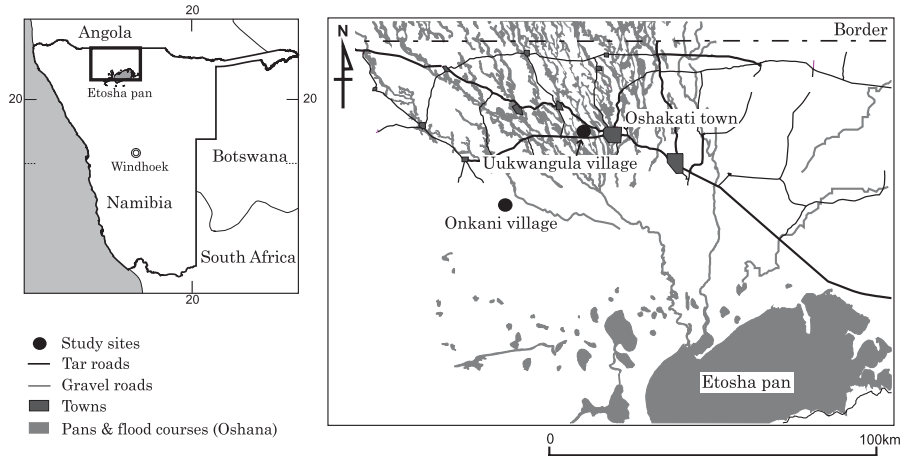 20
Angola
Etosha pan
20
20
Windhoek
Botswana
Namibia
South Africa
20
Study sites
Tar roads
Gravel roads
Towns
Pans & flood courses (Oshana)
N
Border
Oshakati town
Uukwangula village
Onkani village
Etosha pan
0
100km